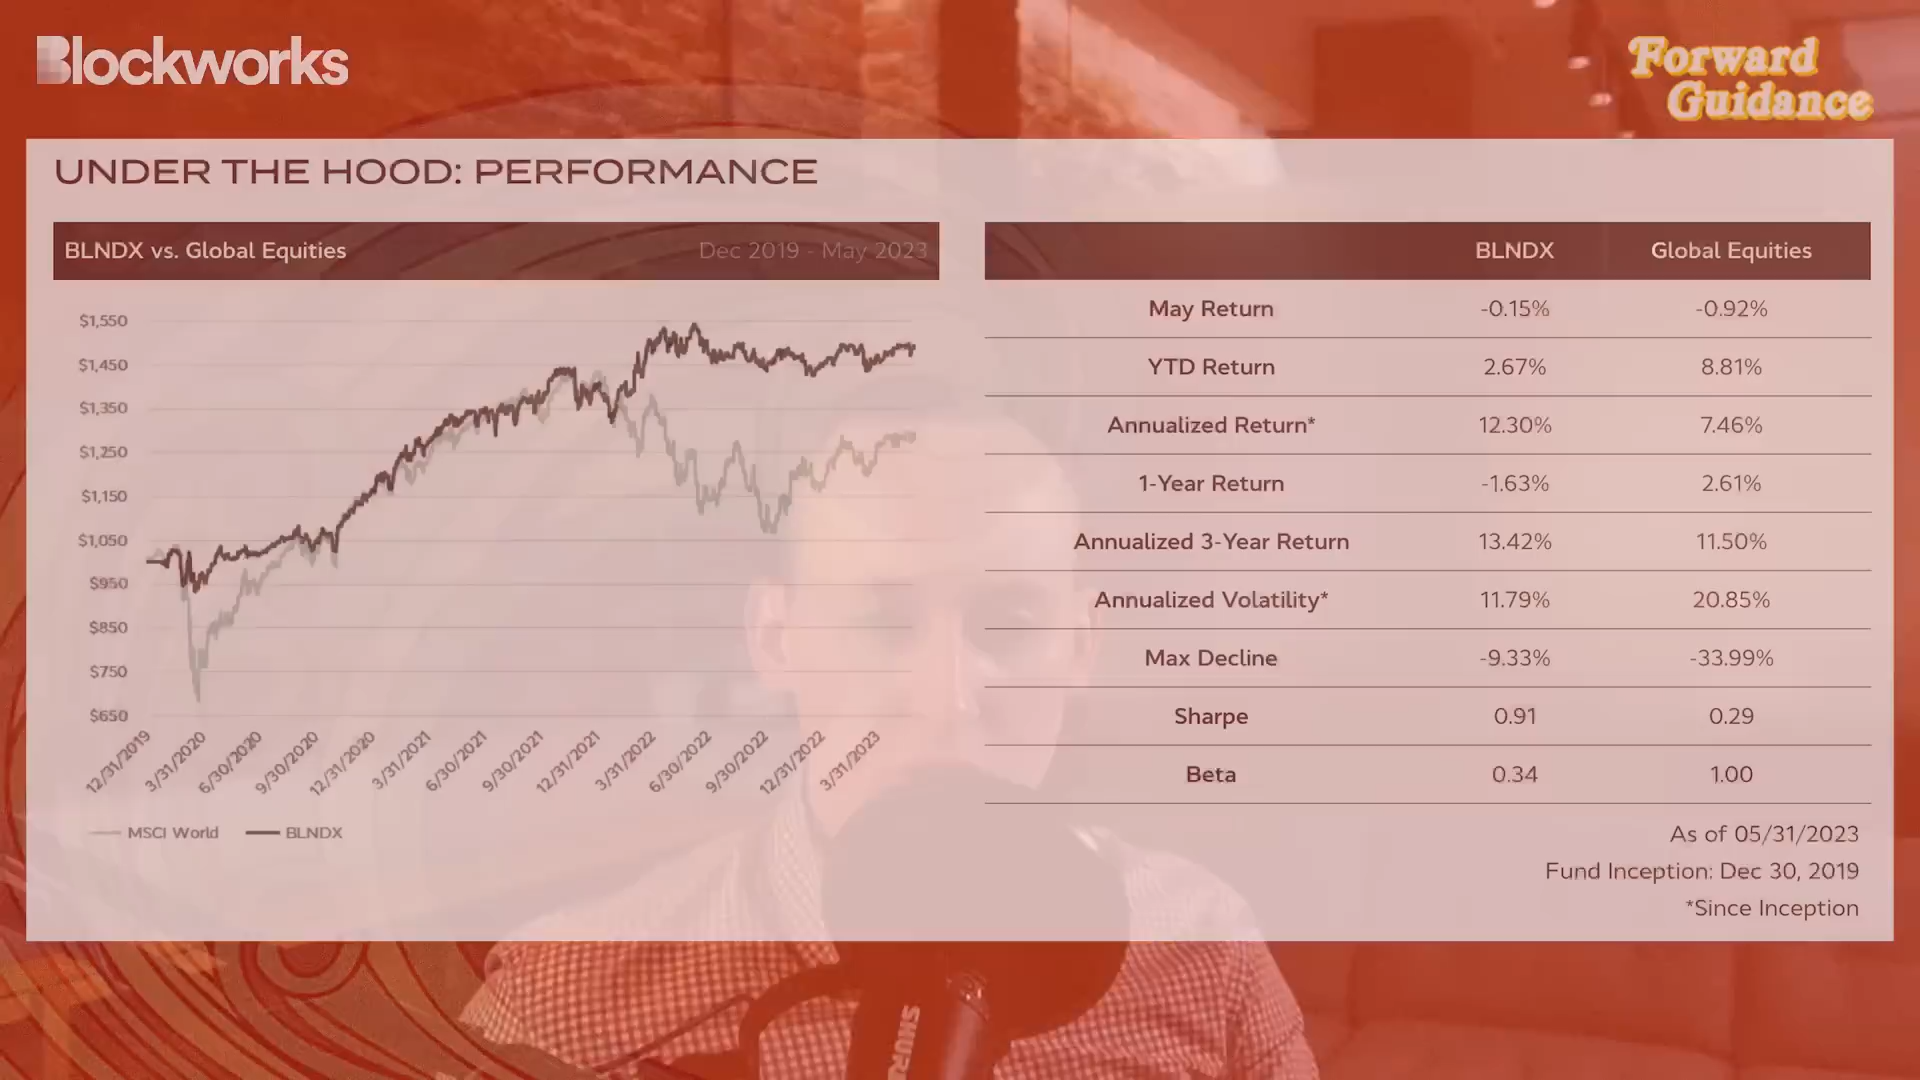 Blockworks
Forward
Guidance
UNDER THE HOOD: PERFORMANCE
BLNDX vs. Global Equities Dec 2019 - May 2023
$1,550
$1,450
$1,350
$1,250
$1,150
$1,050
$950
$850
$750
$650
12/31/2019
3/31/2020
6/30/2020
9/30/2020
12/31/2020
3/31/2021
6/30/2021
9/30/2021
12/31/2021
3/31/2022
6/30/2022
9/30/2022
12/31/2022
3/31/2023
MSCI World BLNDX
BLNDX Global Equities
May Return -0.15% -0.92%
YTD Return 2.67% 8.81%
Annualized Return* 12.30% 7.46%
1-Year Return -1.63% 2.61%
Annualized 3-Year Return 13.42% 11.50%
Annualized Volatility* 11.79% 20.85%
Max Decline -9.33% -33.99%
Sharpe 0.91 0.29
Beta 0.34 1.00
As of 05/31/2023
Fund Inception: Dec 30, 2019
*Since Inception